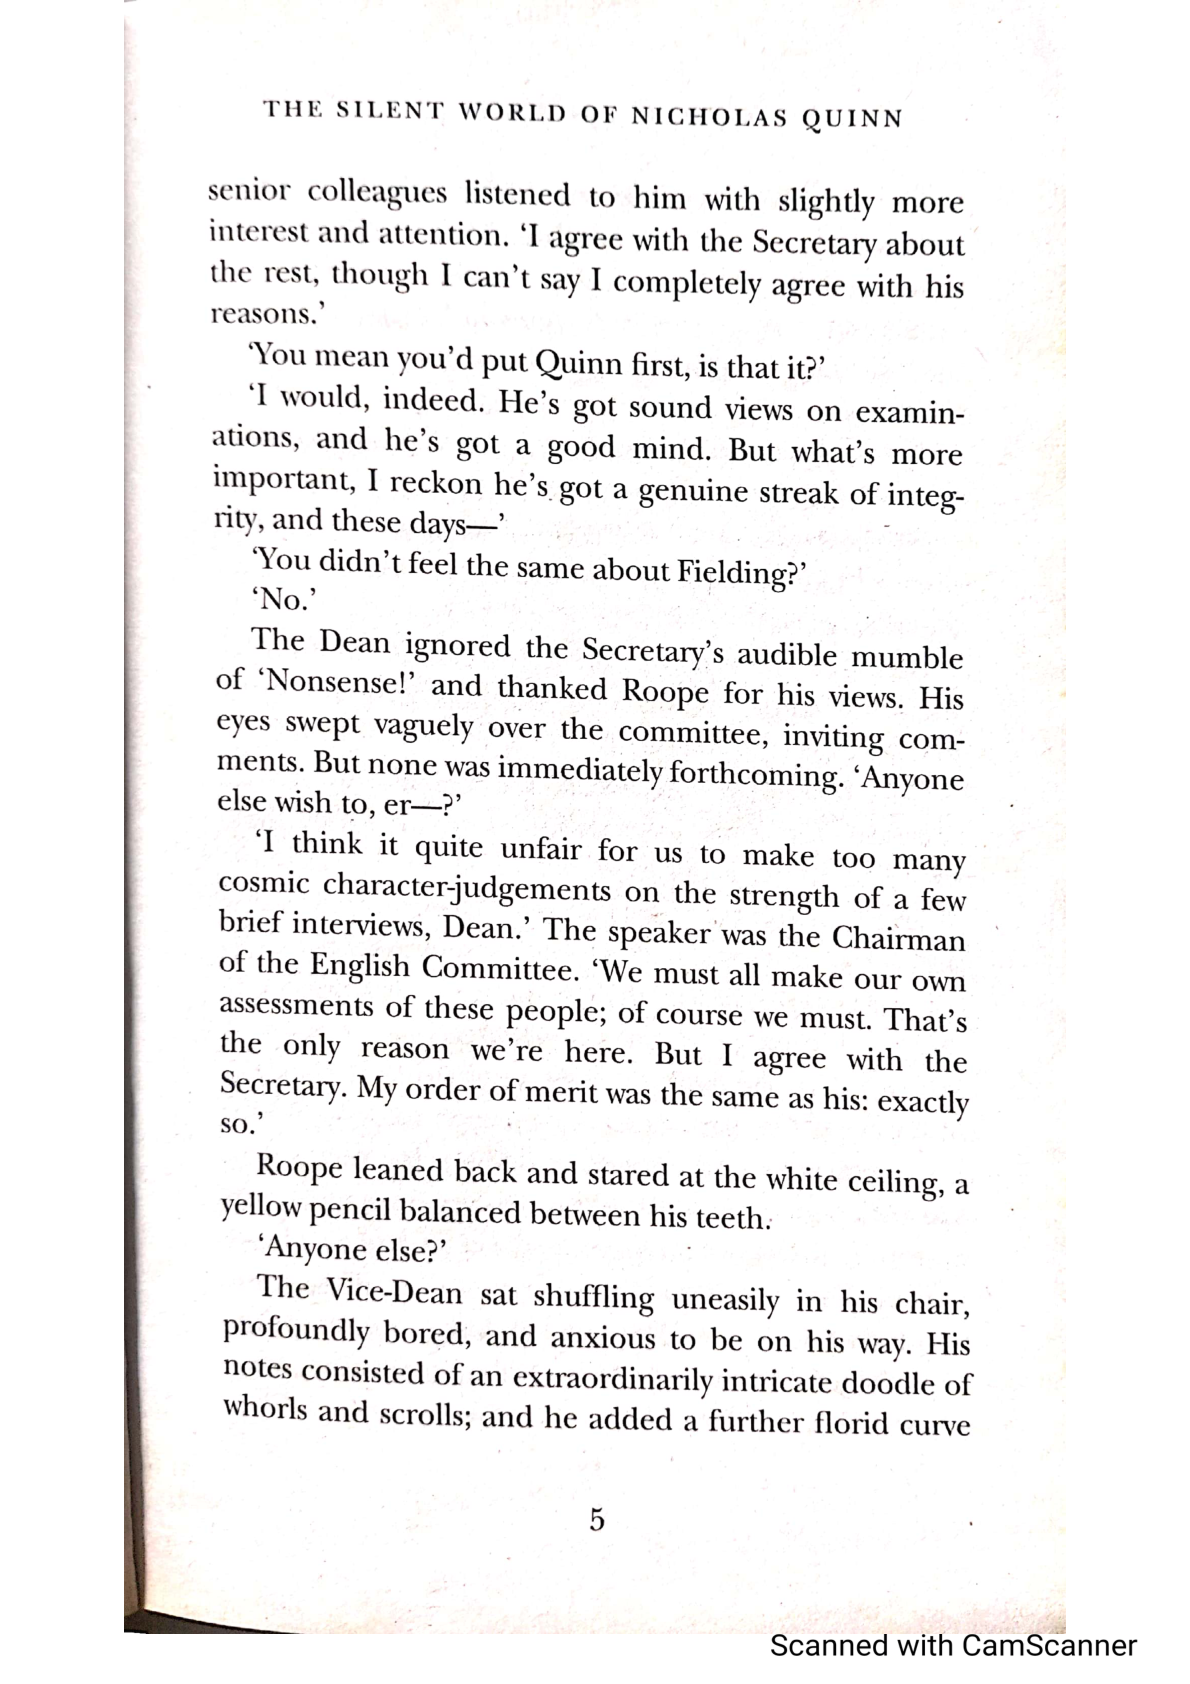 THE SILENT WORLD OF NICHOLAS QUINN
senior colleagues listened to him with slightly more
interest and attention. ‘I agree with the Secretary about
the rest, though I can’t say I completely agree with his
reasons.’
‘You mean you’d put Quinn first, is that it?’
‘I would, indeed. He’s got sound views on examin-
ations, and he’s got a good mind. But what’s more
important, I reckon he’s got a genuine streak of integ-
rity, and these days—’
‘You didn’t feel the same about Fielding?’
‘No.’
The Dean ignored the Secretary’s audible mumble
of ‘Nonsense!’ and thanked Roope for his views. His
eyes swept vaguely over the committee, inviting com-
ments. But none was immediately forthcoming. ‘Anyone
else wish to, er—?’
‘I think it quite unfair for us to make too many
cosmic character-judgements on the strength of a few
brief interviews, Dean.’ The speaker was the Chairman
of the English Committee. ‘We must all make our own
assessments of these people; of course we must. That’s
the only reason we’re here. But I agree with the
Secretary. My order of merit was the same as his: exactly
so.’
Roope leaned back and stared at the white ceiling, a
yellow pencil balanced between his teeth.
‘Anyone else?’
The Vice-Dean sat shuffling uneasily in his chair,
profoundly bored, and anxious to be on his way. His
notes consisted of an extraordinarily intricate doodle of
whorls and scrolls; and he added a further florid curve
5
Scanned with CamScanner